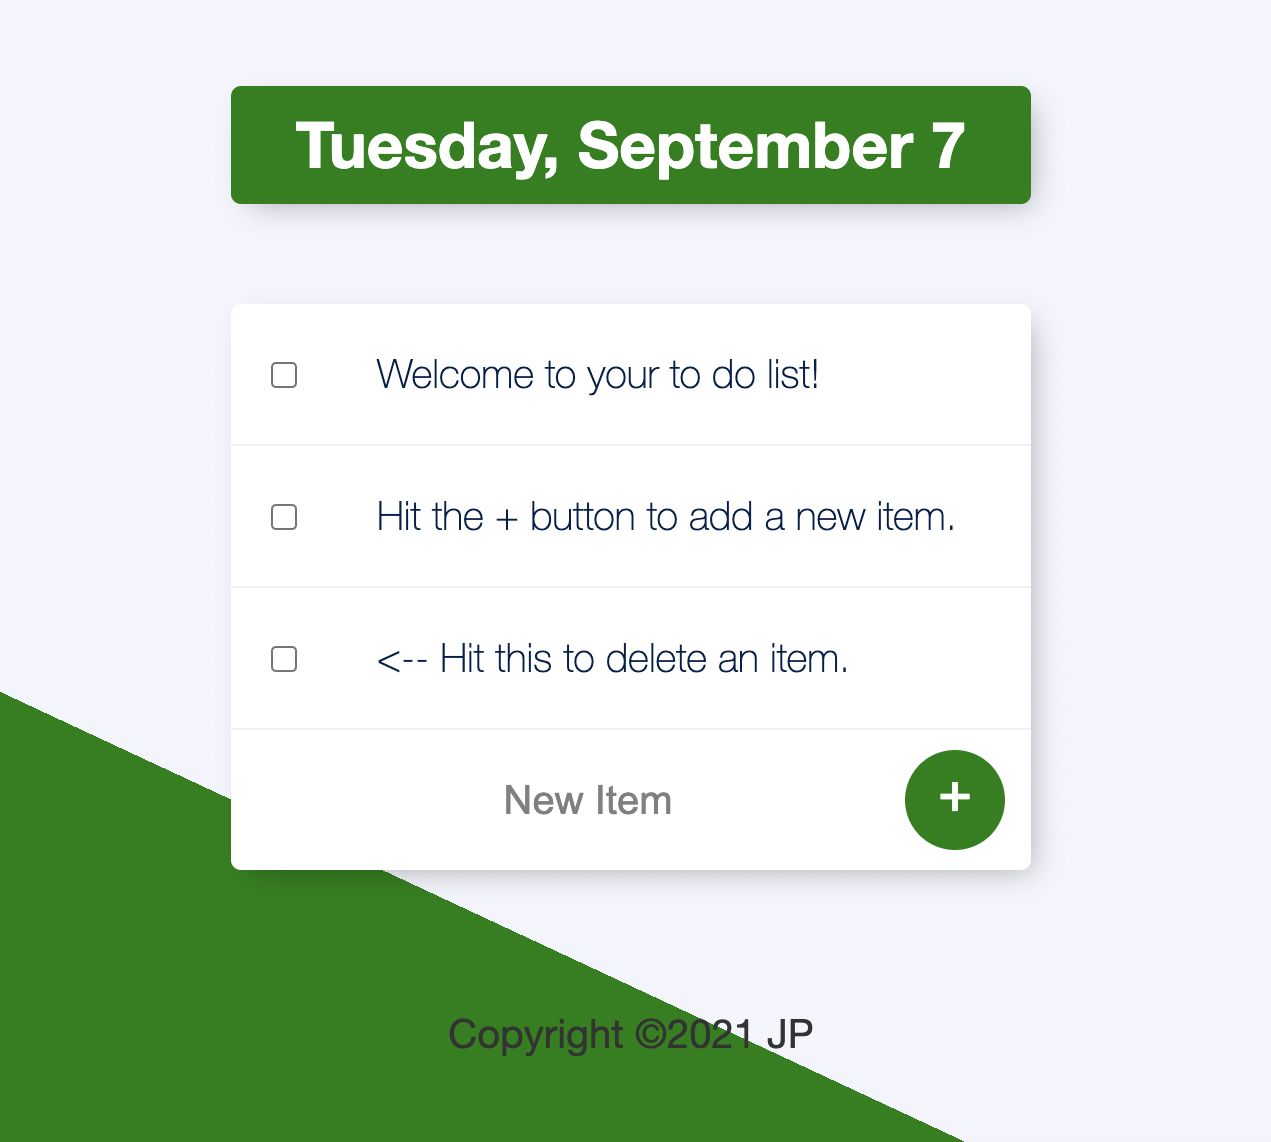 Tuesday, September 7
Welcome to your to do list!
Hit the + button to add a new item.
<-- Hit this to delete an item.
New Item +
Copyright ©2021 JP